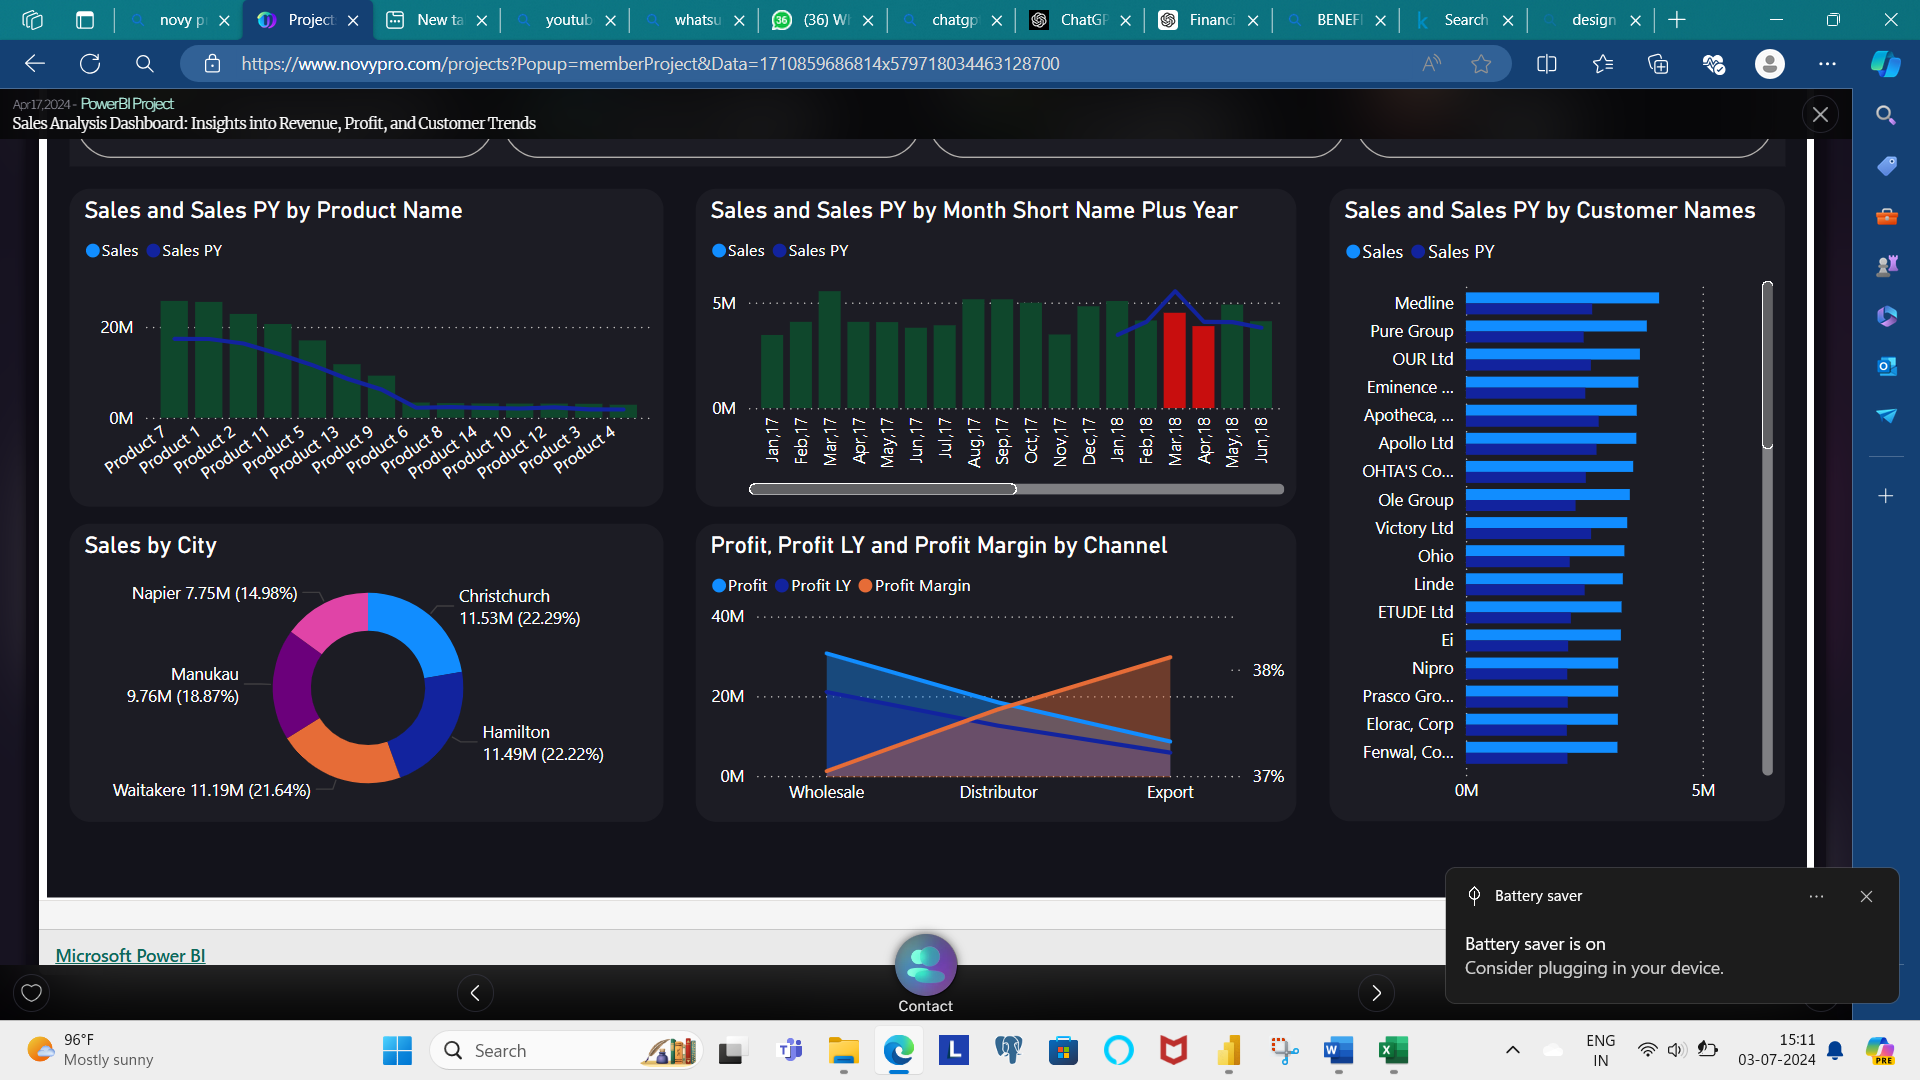 novy p
Project
New ta
youtub
whatsu
(36) W
chatgp
ChatGP
Financi
BENEFI
Search
design
https://www.novypro.com/projects?Popup=memberProject&Data=1710859686814x579718034463128700
Apr17,2024 - PowerBI Project
Sales Analysis Dashboard: Insights into Revenue, Profit, and Customer Trends
Sales and Sales PY by Product Name
Sales Sales PY
20M
0M
Product 7
Product 1
Product 2
Product 11
Product 5
Product 13
Product 9
Product 6
Product 8
Product 14
Product 10
Product 12
Product 3
Product 4
Sales and Sales PY by Month Short Name Plus Year
Sales Sales PY
5M
0M
Jan,17
Feb,17
Mar,17
Apr,17
May,17
Jun,17
Jul,17
Aug,17
Sep,17
Oct,17
Nov,17
Dec,17
Jan,18
Feb,18
Mar,18
Apr,18
May,18
Jun,18
Sales and Sales PY by Customer Names
Sales Sales PY
Medline
Pure Group
OUR Ltd
Eminence ...
Apotheca, ...
Apollo Ltd
OHTA'S Co...
Ole Group
Victory Ltd
Ohio
Linde
ETUDE Ltd
Ei
Nipro
Prasco Gro...
Elorac, Corp
Fenwal, Co...
0M
5M
Sales by City
Napier 7.75M (14.98%)
Christchurch
11.53M (22.29%)
Manukau
9.76M (18.87%)
Hamilton
11.49M (22.22%)
Waitakere 11.19M (21.64%)
Profit, Profit LY and Profit Margin by Channel
Profit Profit LY Profit Margin
40M
20M
0M
38%
37%
Wholesale
Distributor
Export
Battery saver
Battery saver is on
Consider plugging in your device.
Microsoft Power BI
Contact
96°F
Mostly sunny
Search
ENG
IN
15:11
03-07-2024